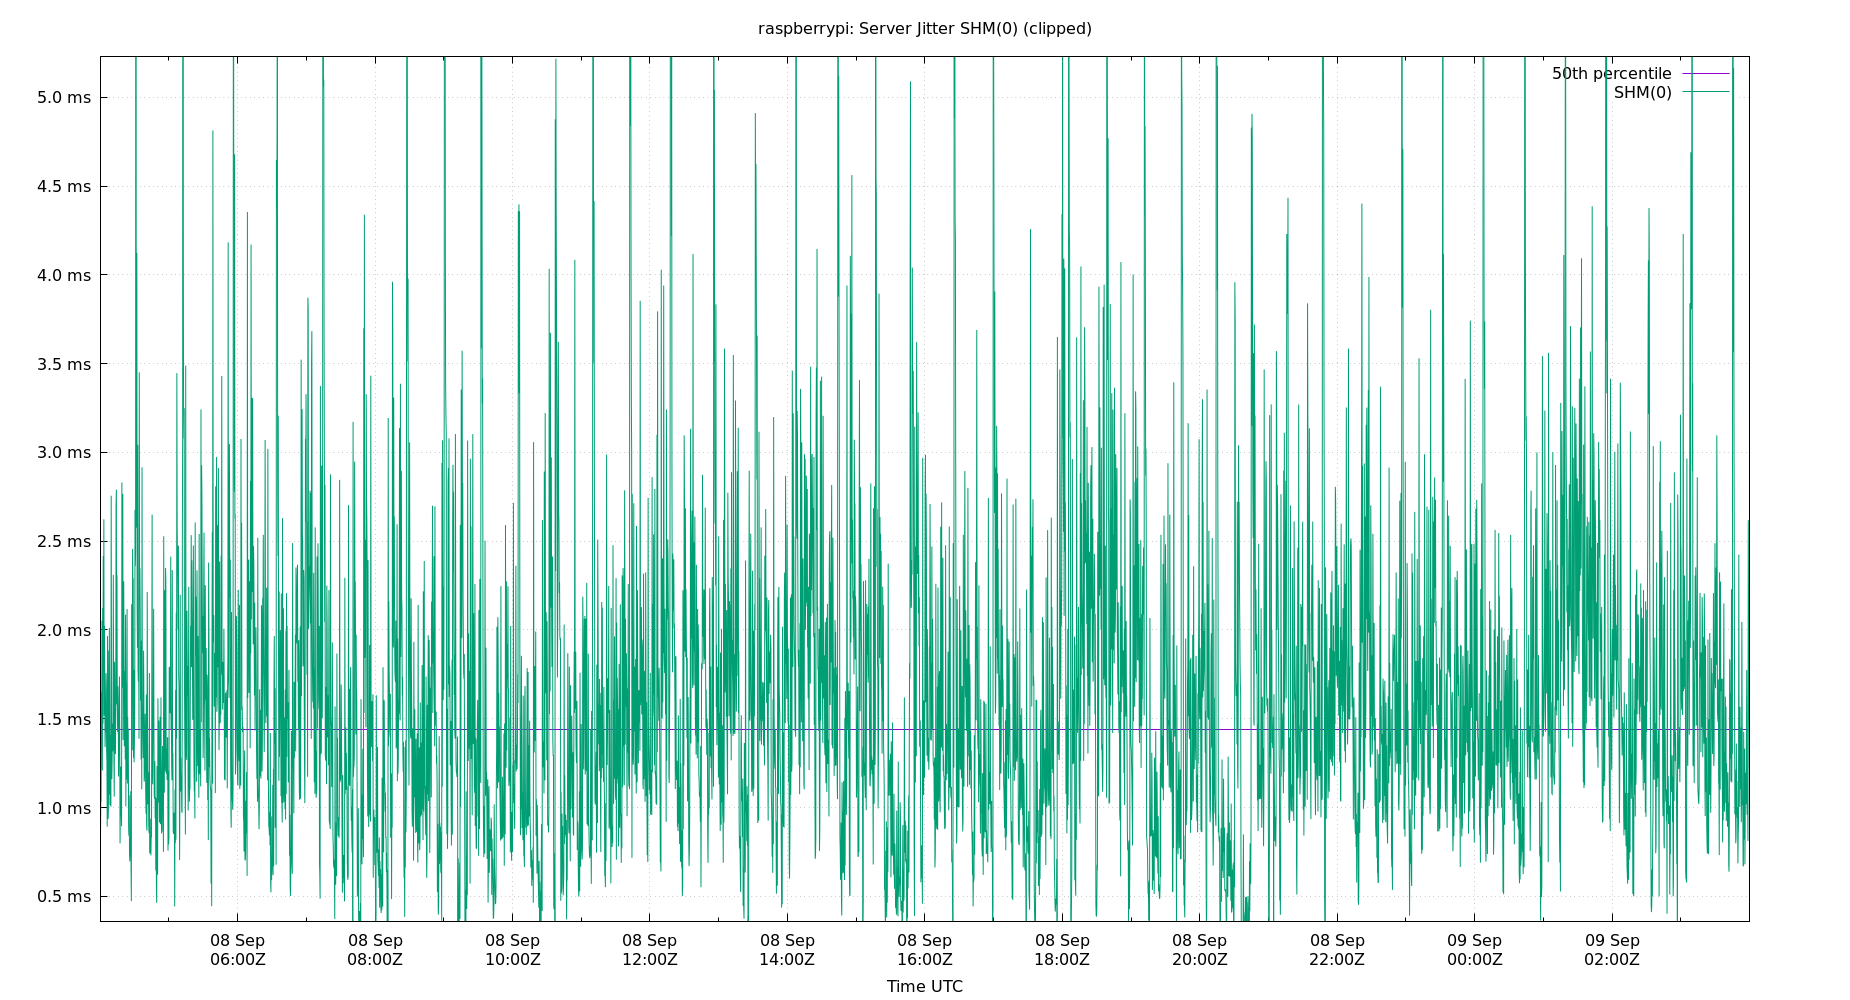 raspberrypi: Server Jitter SHM(0) (clipped)
50th percentile
SHM(0)
5.0 ms
4.5 ms
4.0 ms
3.5 ms
3.0 ms
2.5 ms
2.0 ms
1.5 ms
1.0 ms
0.5 ms
08 Sep 08 Sep 08 Sep 08 Sep 08 Sep 08 Sep 08 Sep 08 Sep 08 Sep 09 Sep 09 Sep
06:00Z 08:00Z 10:00Z 12:00Z 14:00Z 16:00Z 18:00Z 20:00Z 22:00Z 00:00Z 02:00Z
Time UTC